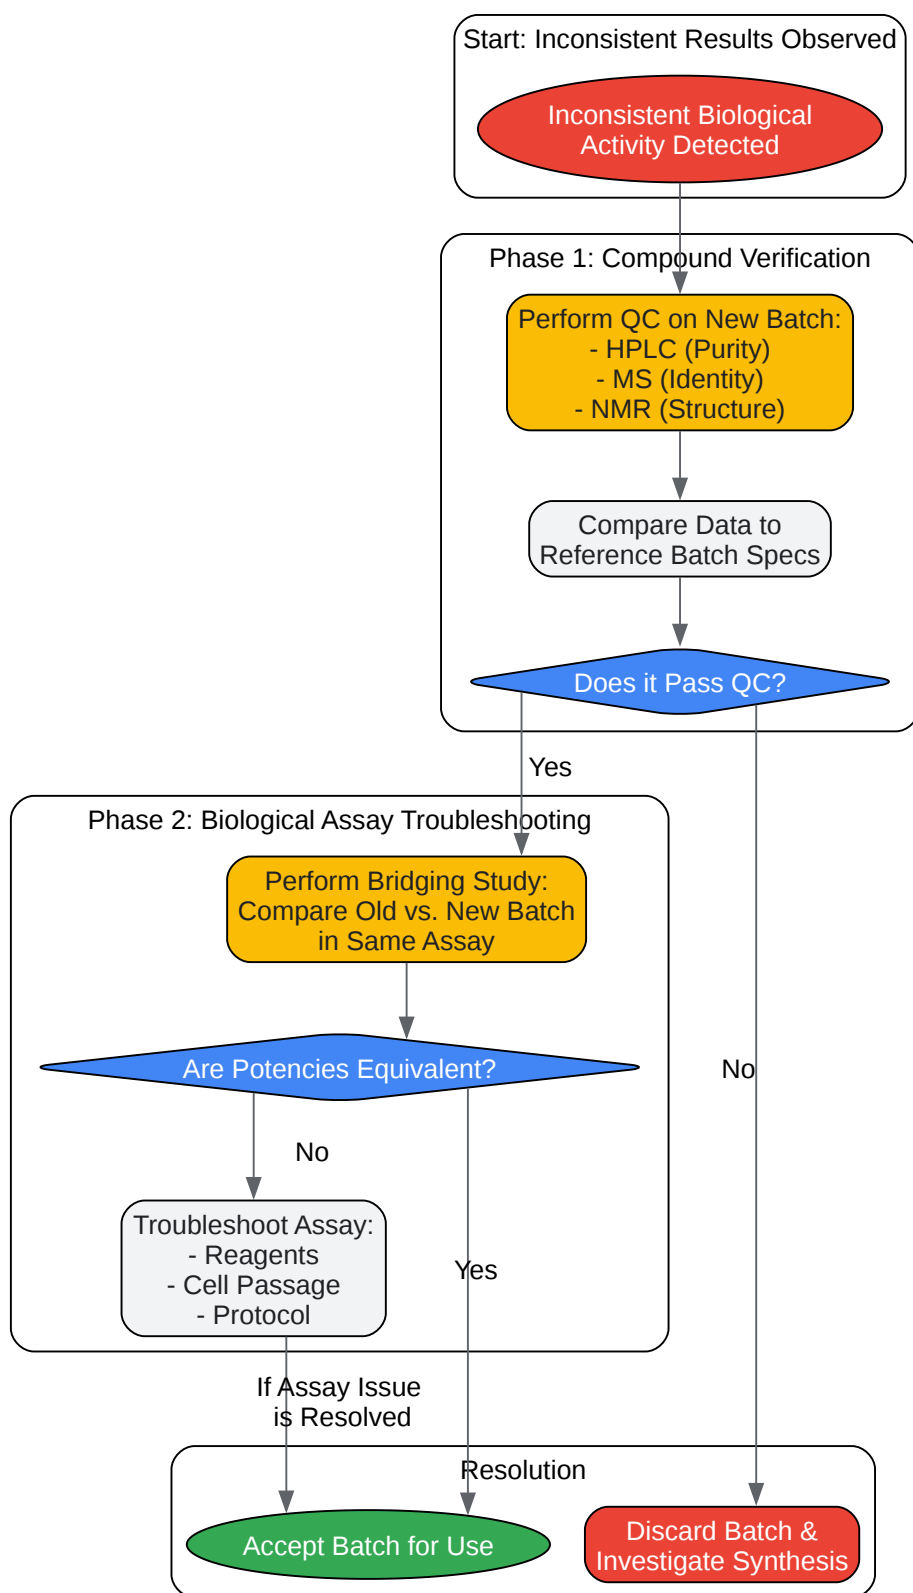 Start: Inconsistent Results Observed
Inconsistent Biological
Activity Detected
Phase 1: Compound Verification
Perform QC on New Batch:
- HPLC (Purity)
- MS (Identity)
- NMR (Structure)
Compare Data to
Reference Batch Specs
Does it Pass QC?
Yes
No
Phase 2: Biological Assay Troubleshooting
Perform Bridging Study:
Compare Old vs. New Batch
in Same Assay
Are Potencies Equivalent?
No
Yes
Troubleshoot Assay:
- Reagents
- Cell Passage
- Protocol
If Assay Issue
is Resolved
Resolution
Accept Batch for Use
Discard Batch &
Investigate Synthesis